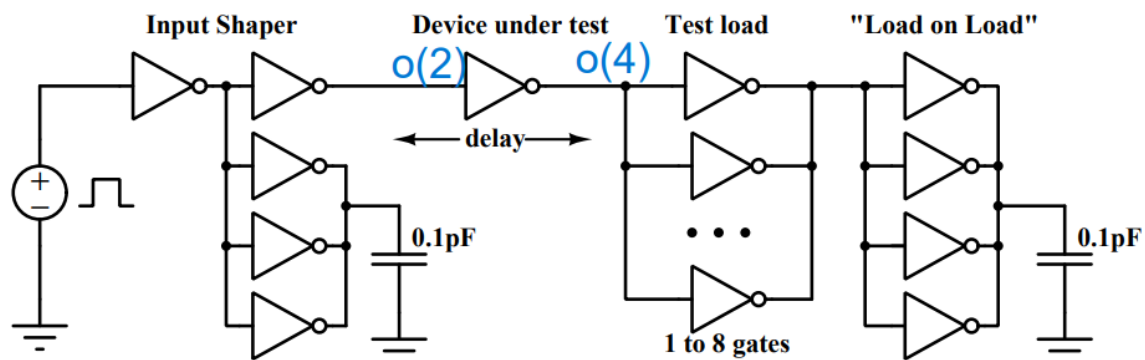 Input Shaper
Device under test
Test load
"Load on Load"
o(2)
o(4)
delay
+
−
0.1pF
0.1pF
1 to 8 gates